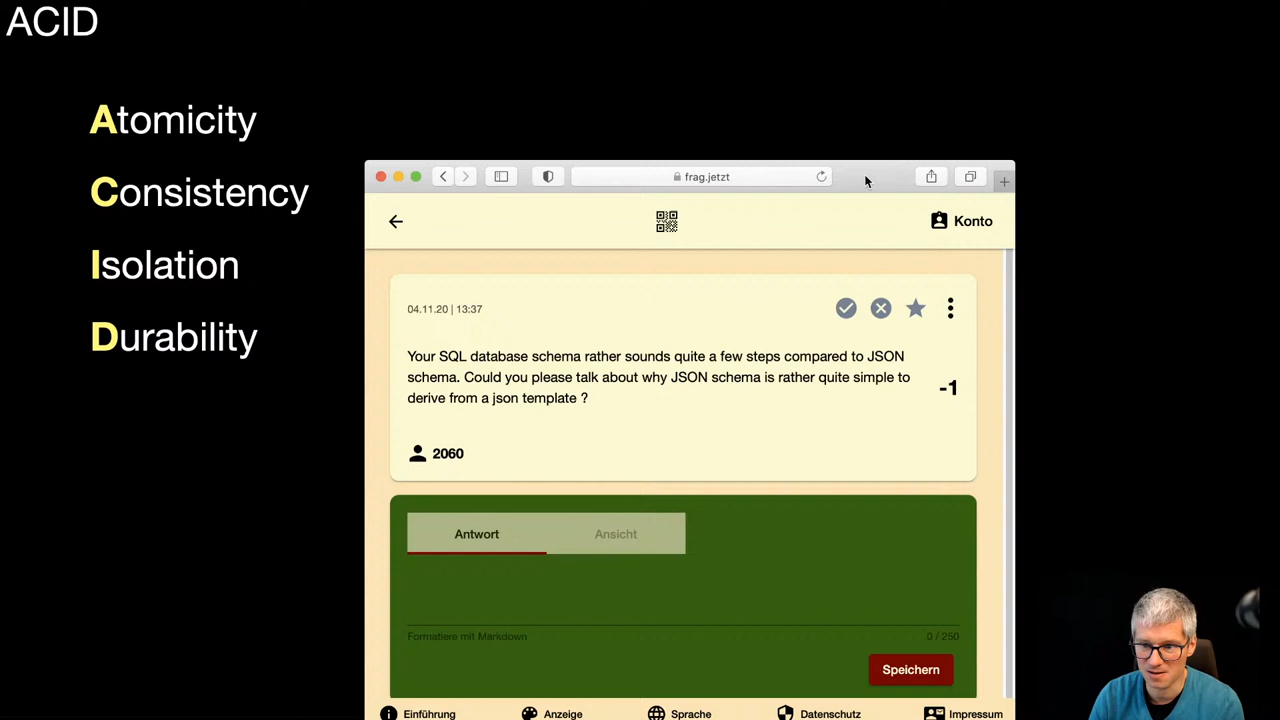 ACID
Atomicity
Consistency
Isolation
Durability
frag.jetzt
Konto
04.11.20 | 13:37
Your SQL database schema rather sounds quite a few steps compared to JSON
schema. Could you please talk about why JSON schema is rather quite simple to
derive from a json template ?
-1
2060
Antwort
Ansicht
Formatiere mit Markdown
0 / 250
Speichern
Einführung
Anzeige
Sprache
Datenschutz
Impressum